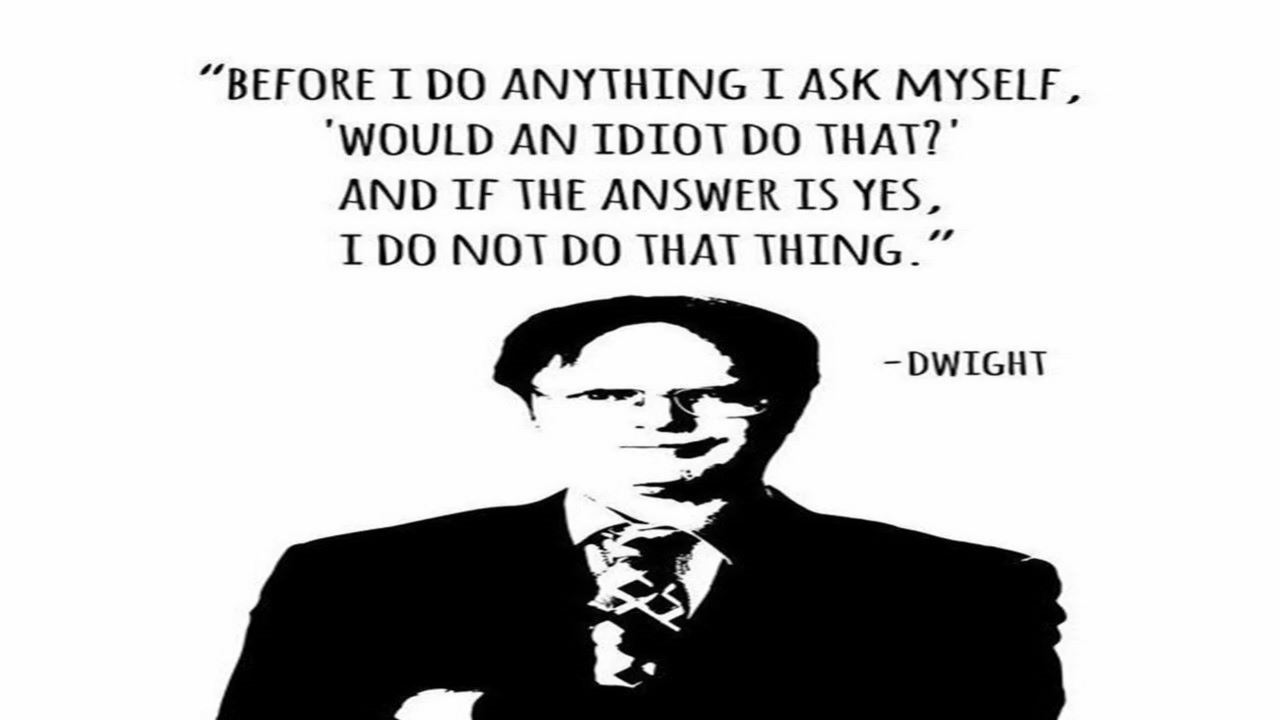 “BEFORE I DO ANYTHING I ASK MYSELF,
'WOULD AN IDIOT DO THAT?'
AND IF THE ANSWER IS YES,
I DO NOT DO THAT THING.”
-DWIGHT